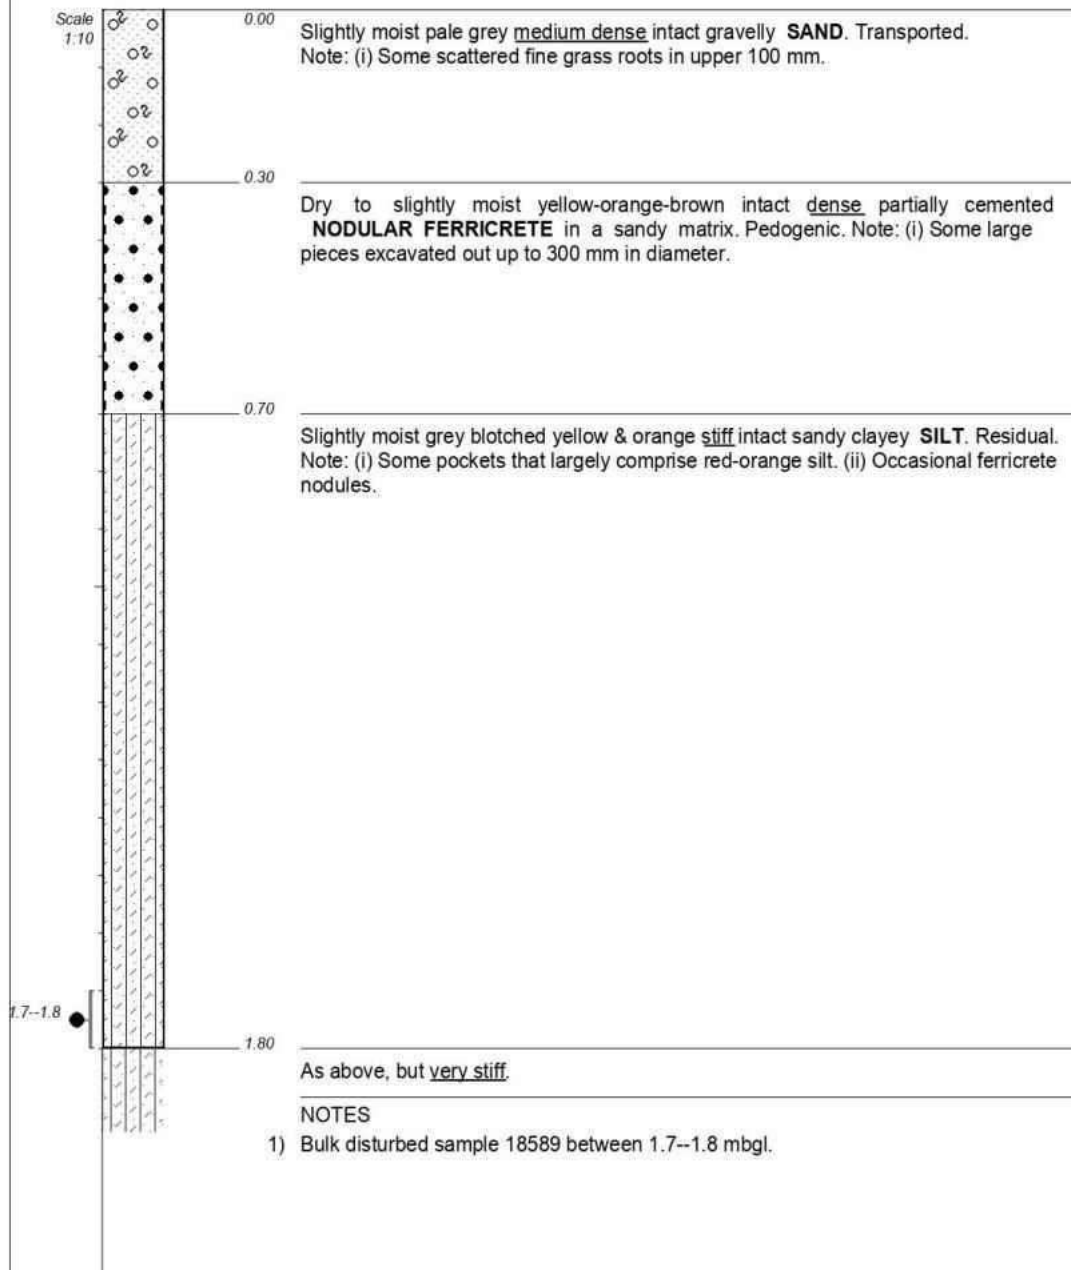 Scale
1:10
0.00
Slightly moist pale grey medium dense intact gravelly SAND. Transported.
Note: (i) Some scattered fine grass roots in upper 100 mm.
0.30
Dry to slightly moist yellow-orange-brown intact dense partially cemented
NODULAR FERRICRETE in a sandy matrix. Pedogenic. Note: (i) Some large
pieces excavated out up to 300 mm in diameter.
0.70
Slightly moist grey blotched yellow & orange stiff intact sandy clayey SILT. Residual.
Note: (i) Some pockets that largely comprise red-orange silt. (ii) Occasional ferricrete
nodules.
1.7--1.8
1.80
As above, but very stiff.
NOTES
1) Bulk disturbed sample 18589 between 1.7--1.8 mbgl.